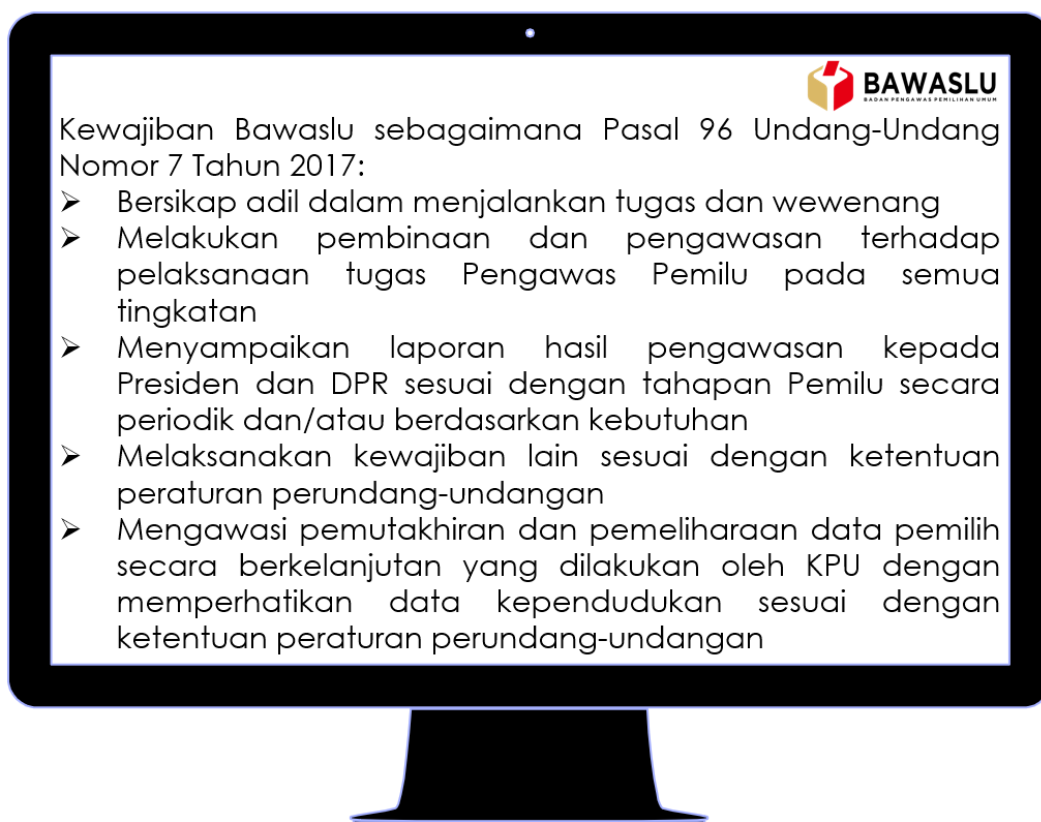 BAWASLU
BADAN PENGAWAS PEMILIHAN UMUM
Kewajiban Bawaslu sebagaimana Pasal 96 Undang-Undang
Nomor 7 Tahun 2017:
➢ Bersikap adil dalam menjalankan tugas dan wewenang
➢ Melakukan pembinaan dan pengawasan terhadap
pelaksanaan tugas Pengawas Pemilu pada semua
tingkatan
➢ Menyampaikan laporan hasil pengawasan kepada
Presiden dan DPR sesuai dengan tahapan Pemilu secara
periodik dan/atau berdasarkan kebutuhan
➢ Melaksanakan kewajiban lain sesuai dengan ketentuan
peraturan perundang-undangan
➢ Mengawasi pemutakhiran dan pemeliharaan data pemilih
secara berkelanjutan yang dilakukan oleh KPU dengan
memperhatikan data kependudukan sesuai dengan
ketentuan peraturan perundang-undangan